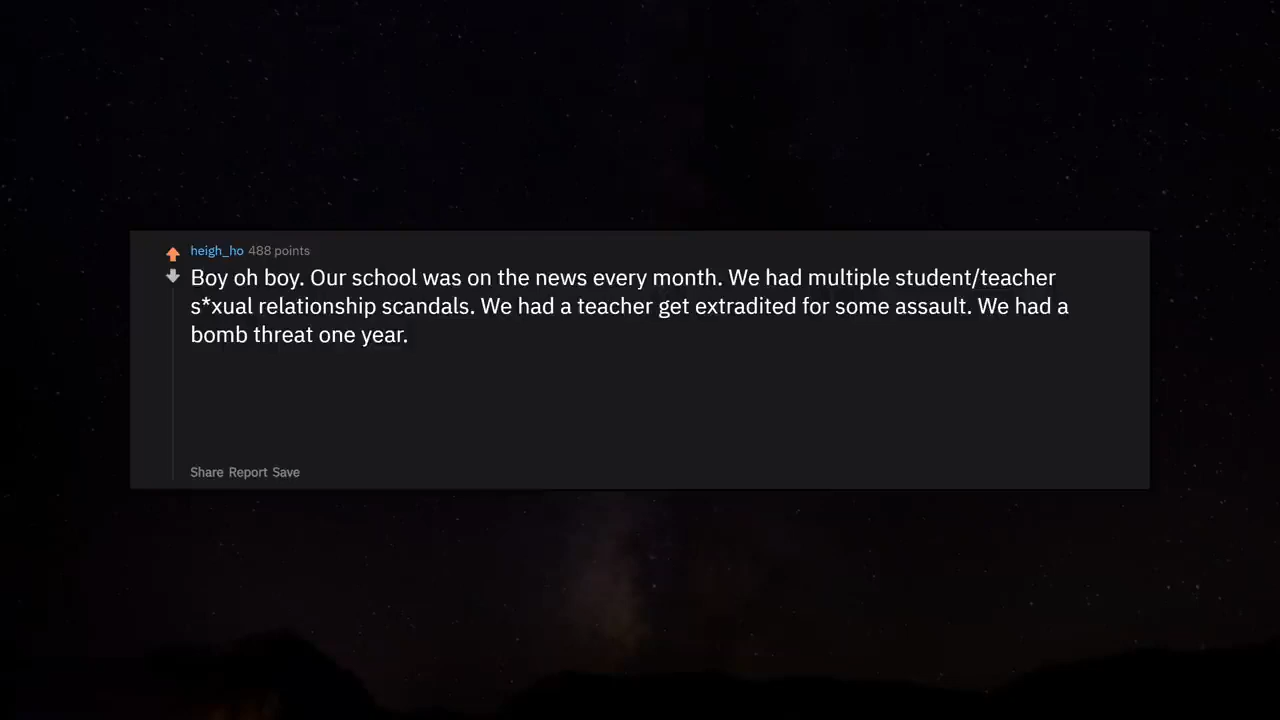 heigh_ho 488 points
Boy oh boy. Our school was on the news every month. We had multiple student/teacher
s*xual relationship scandals. We had a teacher get extradited for some assault. We had a
bomb threat one year.
Share Report Save